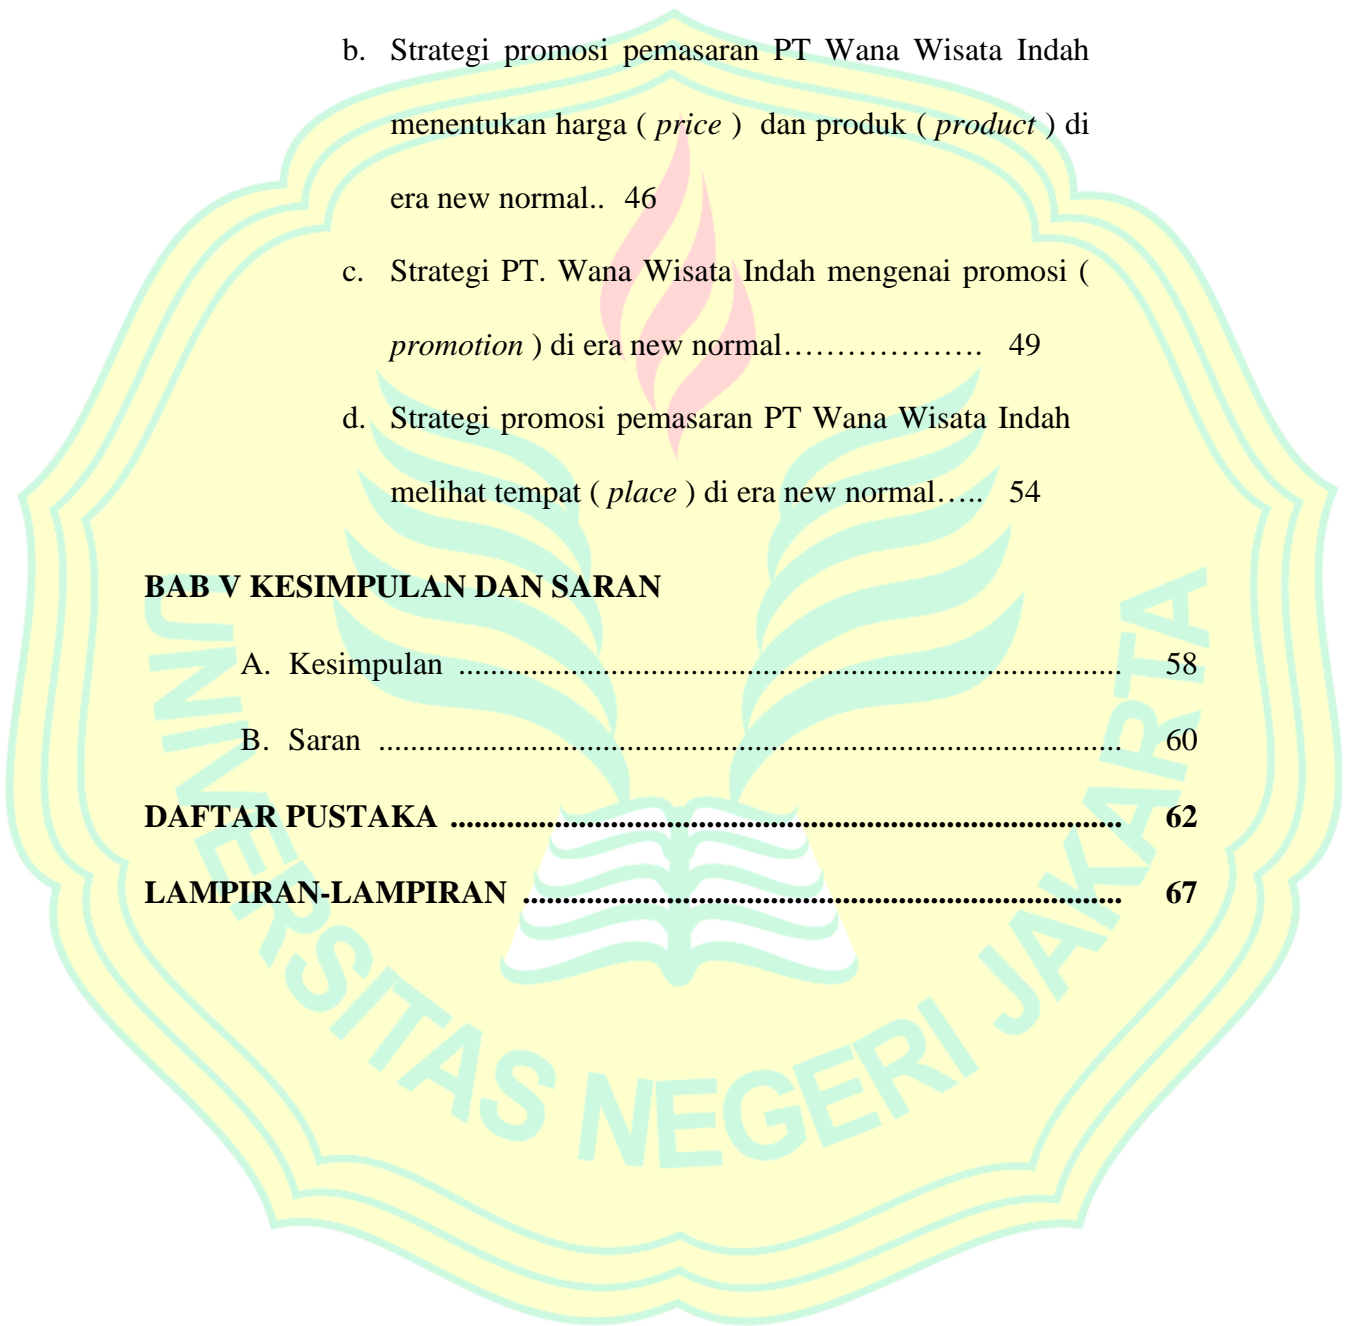 b. Strategi promosi pemasaran PT Wana Wisata Indah
menentukan harga ( price ) dan produk ( product ) di
era new normal.. 46
c. Strategi PT. Wana Wisata Indah mengenai promosi (
promotion ) di era new normal………………. 49
d. Strategi promosi pemasaran PT Wana Wisata Indah
melihat tempat ( place ) di era new normal….. 54
BAB V KESIMPULAN DAN SARAN
A. Kesimpulan ................................................................................... 58
B. Saran ............................................................................................. 60
DAFTAR PUSTAKA ..................................................................................... 62
LAMPIRAN-LAMPIRAN ............................................................................ 67
UNIVERSITAS NEGERI JAKARTA